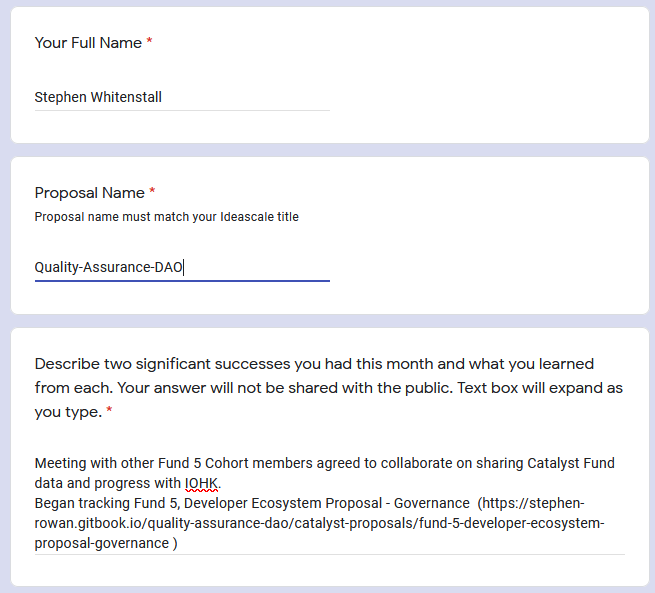 Your Full Name *
Stephen Whitenstall
Proposal Name *
Proposal name must match your Ideascale title
Quality-Assurance-DAO
Describe two significant successes you had this month and what you learned
from each. Your answer will not be shared with the public. Text box will expand as
you type. *
Meeting with other Fund 5 Cohort members agreed to collaborate on sharing Catalyst Fund
data and progress with IOHK.
Began tracking Fund 5, Developer Ecosystem Proposal - Governance (https://stephen-
rowan.gitbook.io/quality-assurance-dao/catalyst-proposals/fund-5-developer-ecosystem-
proposal-governance )